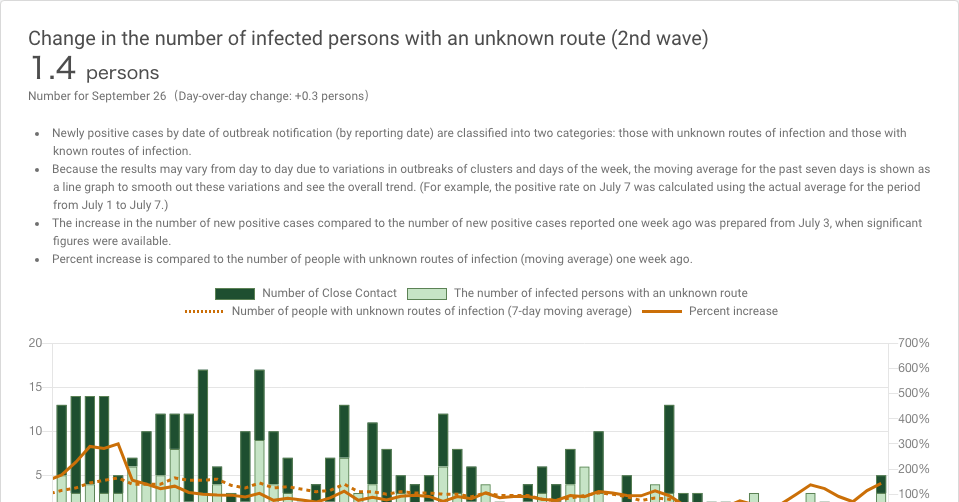 Change in the number of infected persons with an unknown route (2nd wave)
1.4 persons
Number for September 26（Day-over-day change: +0.3 persons）
• Newly positive cases by date of outbreak notification (by reporting date) are classified into two categories: those with unknown routes of infection and those with
known routes of infection.
• Because the results may vary from day to day due to variations in outbreaks of clusters and days of the week, the moving average for the past seven days is shown as
a line graph to smooth out these variations and see the overall trend. (For example, the positive rate on July 7 was calculated using the actual average for the period
from July 1 to July 7.)
• The increase in the number of new positive cases compared to the number of new positive cases reported one week ago was prepared from July 3, when significant
figures were available.
• Percent increase is compared to the number of people with unknown routes of infection (moving average) one week ago.
Number of Close Contact The number of infected persons with an unknown route
Number of people with unknown routes of infection (7-day moving average) Percent increase
20 700%
600%
15 500%
400%
10 300%
5 200%
100%